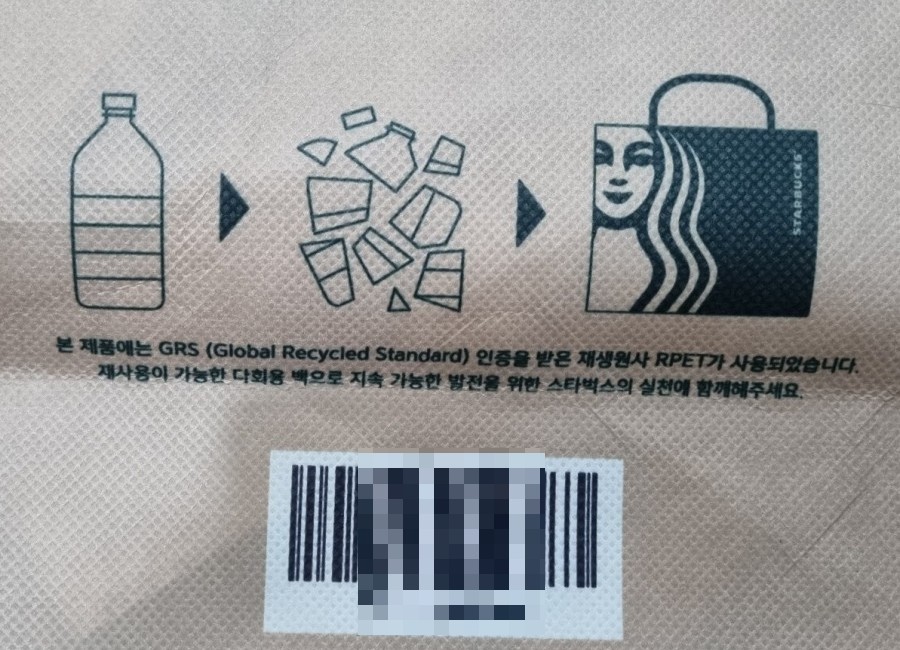 STARBUCKS
본 제품에는 GRS (Global Recycled Standard) 인증을 받은 재생원사 RPET가 사용되었습니다.
재사용이 가능한 다회용 백으로 지속 가능한 발전을 위한 스타벅스의 실천에 함께해주세요.